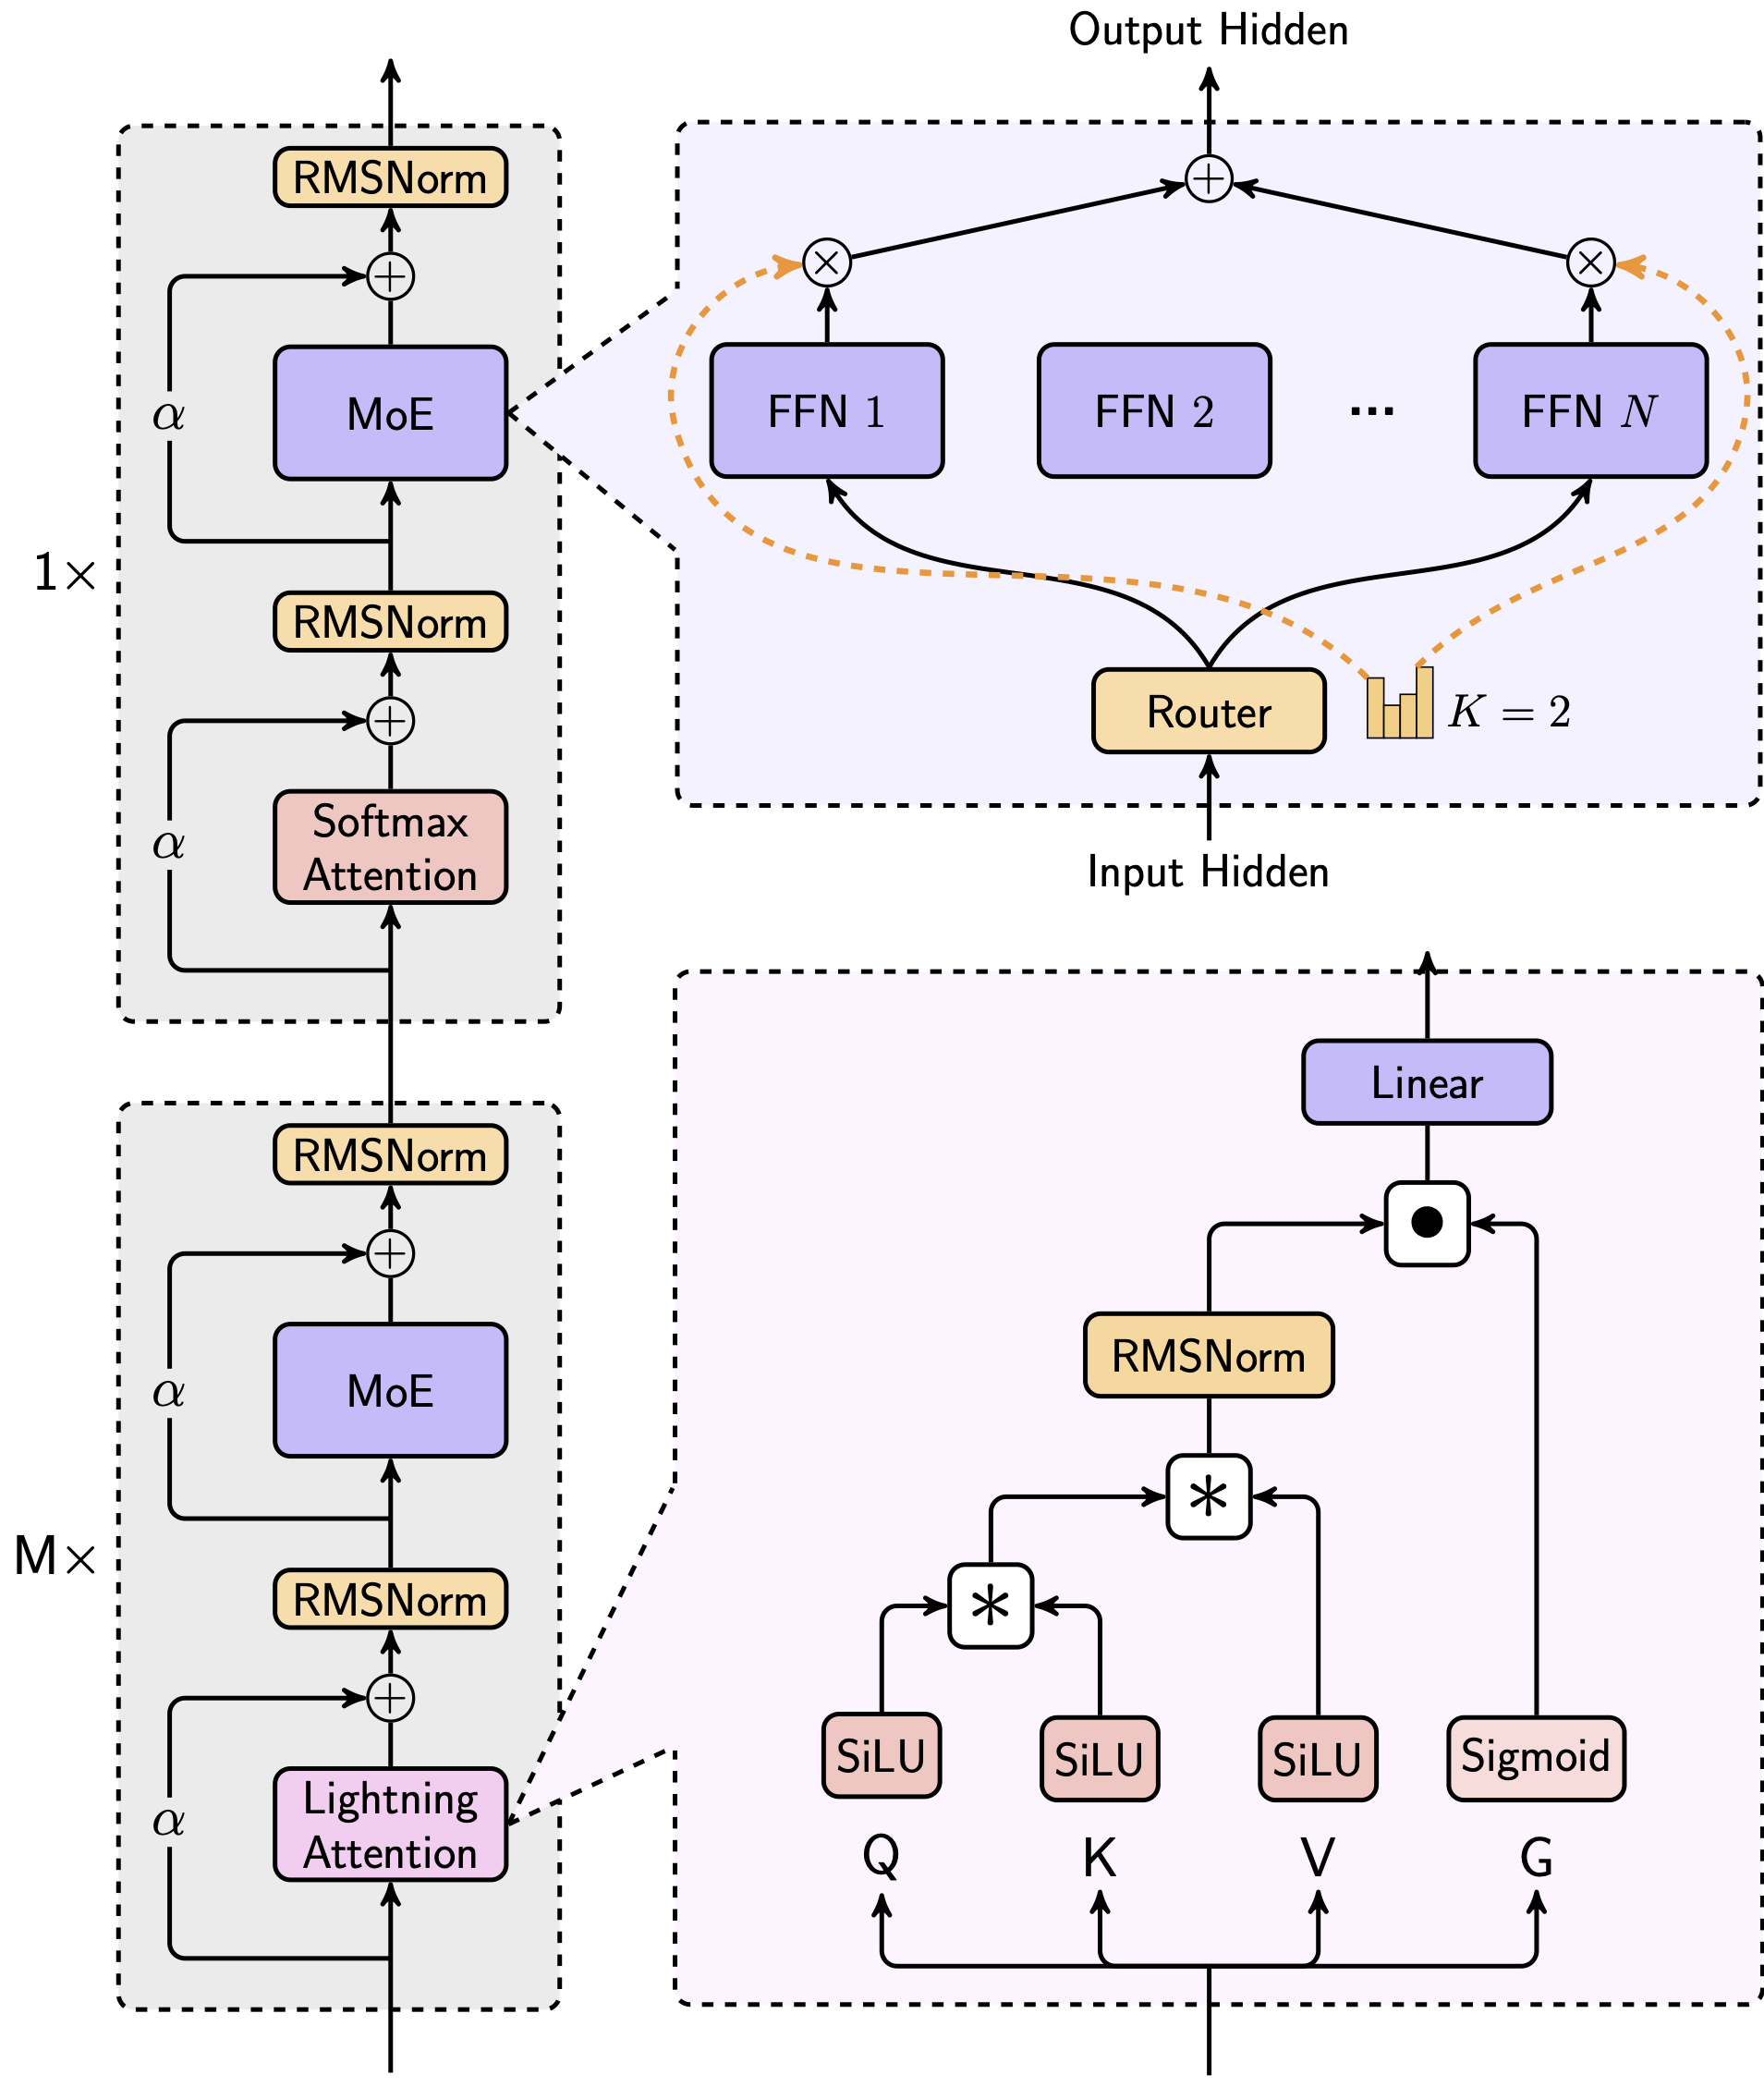 Output Hidden
RMSNorm
α
MoE
1×
RMSNorm
α
Softmax
Attention
FFN 1
FFN 2
...
FFN N
Router
K = 2
Input Hidden
RMSNorm
α
MoE
M×
RMSNorm
α
Lightning
Attention
Linear
RMSNorm
SiLU
SiLU
SiLU
Sigmoid
Q
K
V
G